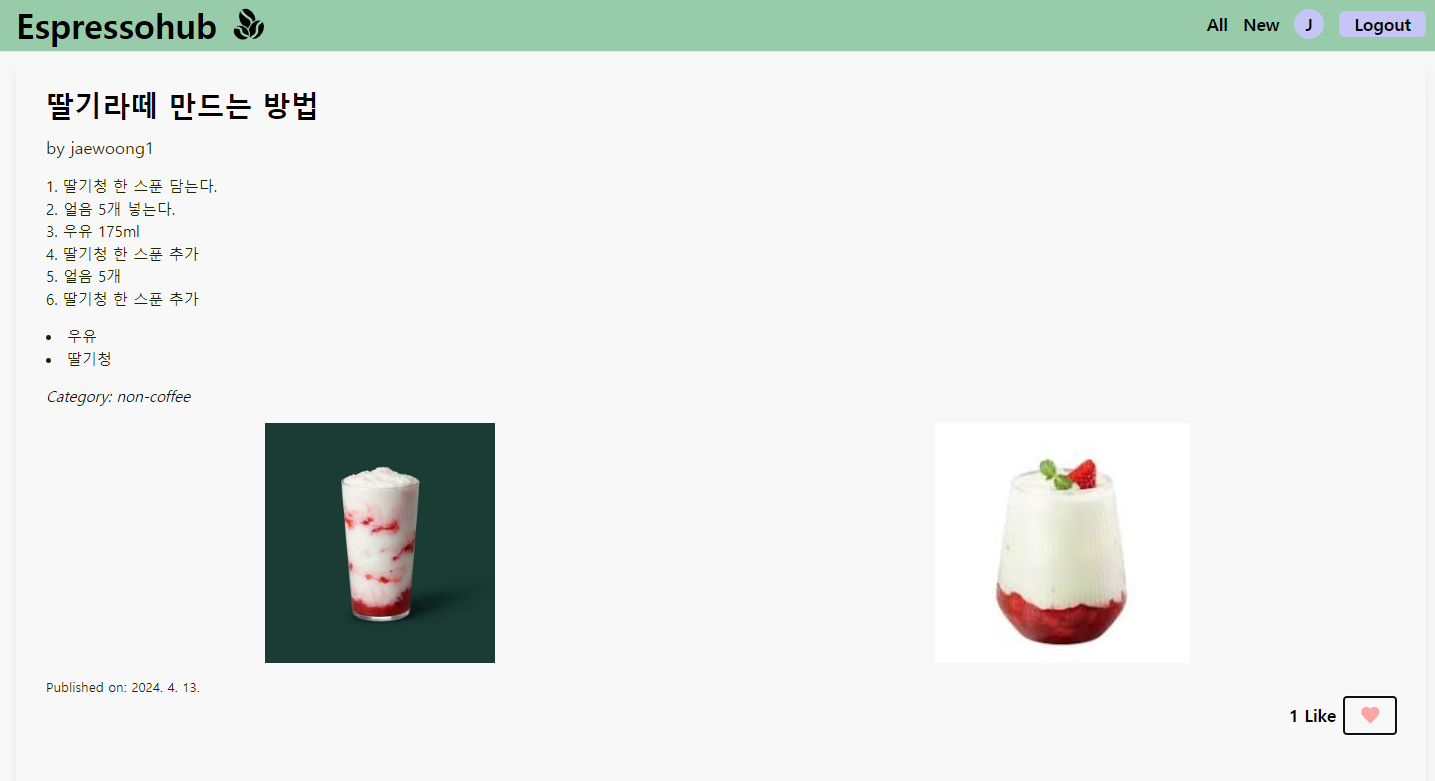 Espressohub
All New J Logout
딸기라떼 만드는 방법
by jaewoong1
1. 딸기청 한 스푼 담는다.
2. 얼음 5개 넣는다.
3. 우유 175ml
4. 딸기청 한 스푼 추가
5. 얼음 5개
6. 딸기청 한 스푼 추가
• 우유
• 딸기청
Category: non-coffee
Published on: 2024. 4. 13.
1 Like